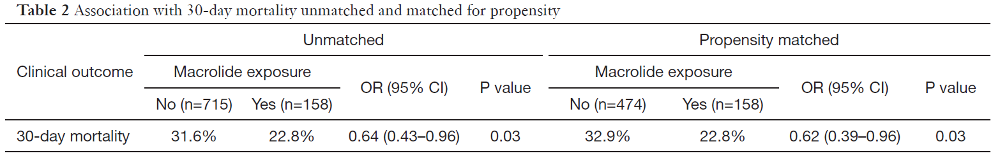 Table 2 Association with 30-day mortality unmatched and matched for propensity
Unmatched Propensity matched
Clinical outcome Macrolide exposure OR (95% CI) P value Macrolide exposure OR (95% CI) P value
No (n=715) Yes (n=158) No (n=474) Yes (n=158)
30-day mortality 31.6% 22.8% 0.64 (0.43–0.96) 0.03 32.9% 22.8% 0.62 (0.39–0.96) 0.03